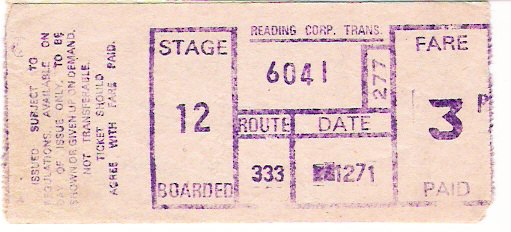 ISSUED SUBJECT TO
REGULATIONS. AVAILABLE ON
DAY OF ISSUE ONLY. TO BE
SHOWN OR GIVEN UP ON DEMAND.
NOT TRANSFERABLE.
TICKET SHOULD
AGREE WITH FARE PAID.
STAGE
12
BOARDED
READING CORP. TRANS.
6041
277
ROUTE
333
DATE
1271
FARE
3P
PAID